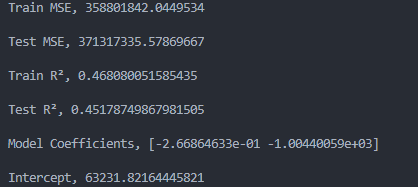 Train MSE, 358801842.0449534
Test MSE, 371317335.57869667
Train R², 0.468080051585435
Test R², 0.45178749867981505
Model Coefficients, [-2.66864633e-01 -1.00440059e+03]
Intercept, 63231.82164445821